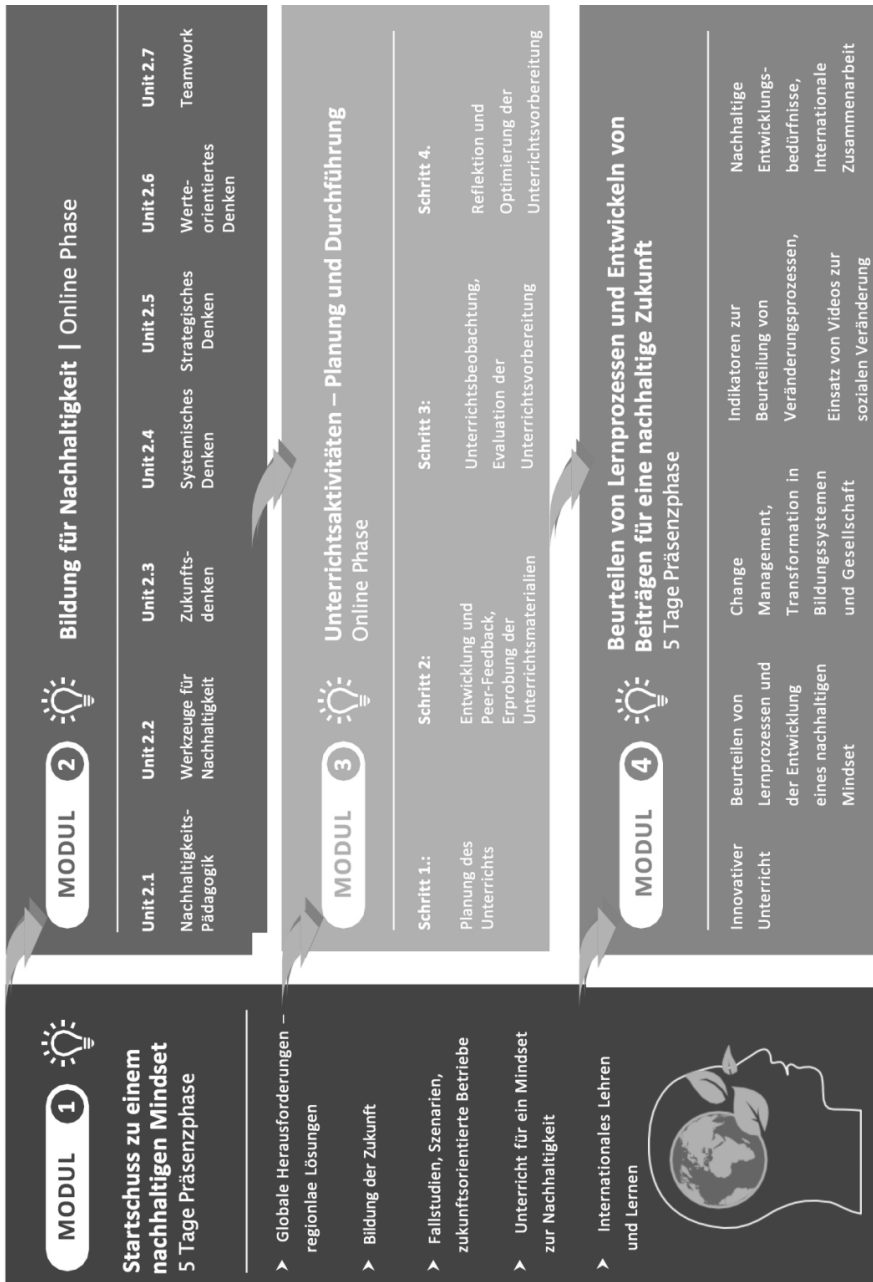 MODUL 1
Startschuss zu einem
nachhaltigen Mindset
5 Tage Präsenzphase
➤ Globale Herausforderungen –
regionlae Lösungen
➤ Bildung der Zukunft
➤ Fallstudien, Szenarien,
zukunftsorientierte Betriebe
➤ Unterricht für ein Mindset
zur Nachhaltigkeit
➤ Internationales Lehren
und Lernen
MODUL 2
Bildung für Nachhaltigkeit | Online Phase
Unit 2.1
Nachhaltigkeits-
Pädagogik
Unit 2.2
Werkzeuge für
Nachhaltigkeit
Unit 2.3
Zukunfts-
denken
Unit 2.4
Systemisches
Denken
Unit 2.5
Strategisches
Denken
Unit 2.6
Werte-
orientiertes
Denken
Unit 2.7
Teamwork
MODUL 3
Unterrichtsaktivitäten – Planung und Durchführung
Online Phase
Schritt 1.:
Planung des
Unterrichts
Schritt 2:
Entwicklung und
Peer-Feedback,
Erprobung der
Unterrichtsmaterialien
Schritt 3:
Unterrichtsbeobachtung,
Evaluation der
Unterrichtsvorbereitung
Schritt 4.
Reflektion und
Optimierung der
Unterrichtsvorbereitung
MODUL 4
Beurteilen von Lernprozessen und Entwickeln von
Beiträgen für eine nachhaltige Zukunft
5 Tage Präsenzphase
Innovativer
Unterricht
Beurteilen von
Lernprozessen und
der Entwicklung
eines nachhaltigen
Mindset
Change
Management,
Transformation in
Bildungssystemen
und Gesellschaft
Indikatoren zur
Beurteilung von
Veränderungsprozessen,
Einsatz von Videos zur
sozialen Veränderung
Nachhaltige
Entwicklungs-
bedürfnisse,
Internationale
Zusammenarbeit